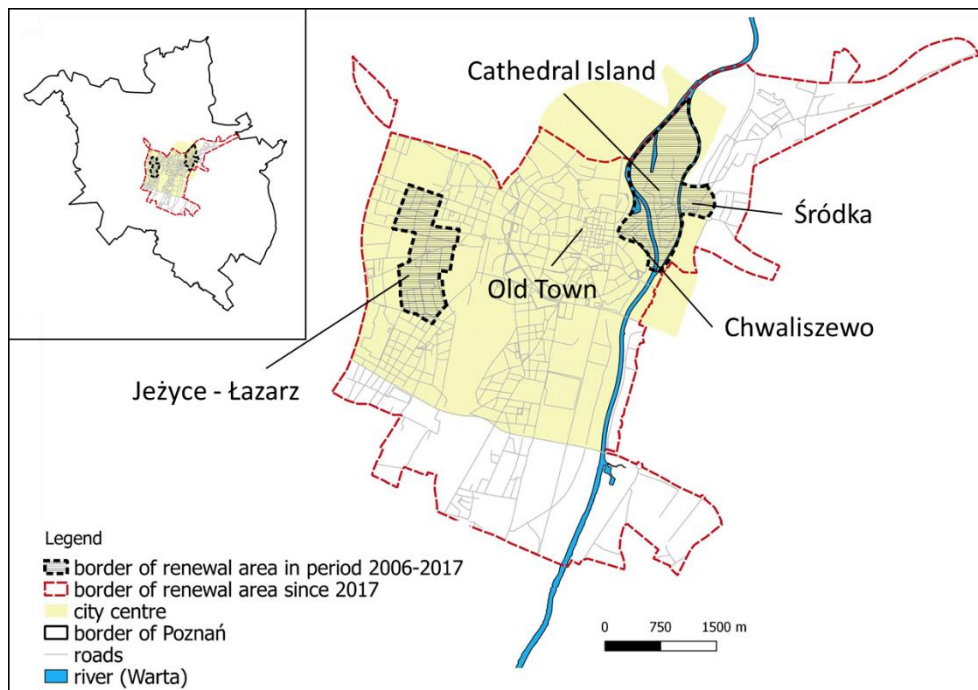 Cathedral Island
Śródka
Old Town
Chwaliszewo
Jeżyce - Łazarz
Legend
border of renewal area in period 2006-2017
border of renewal area since 2017
city centre
border of Poznań
roads
river (Warta)
0 750 1500 m